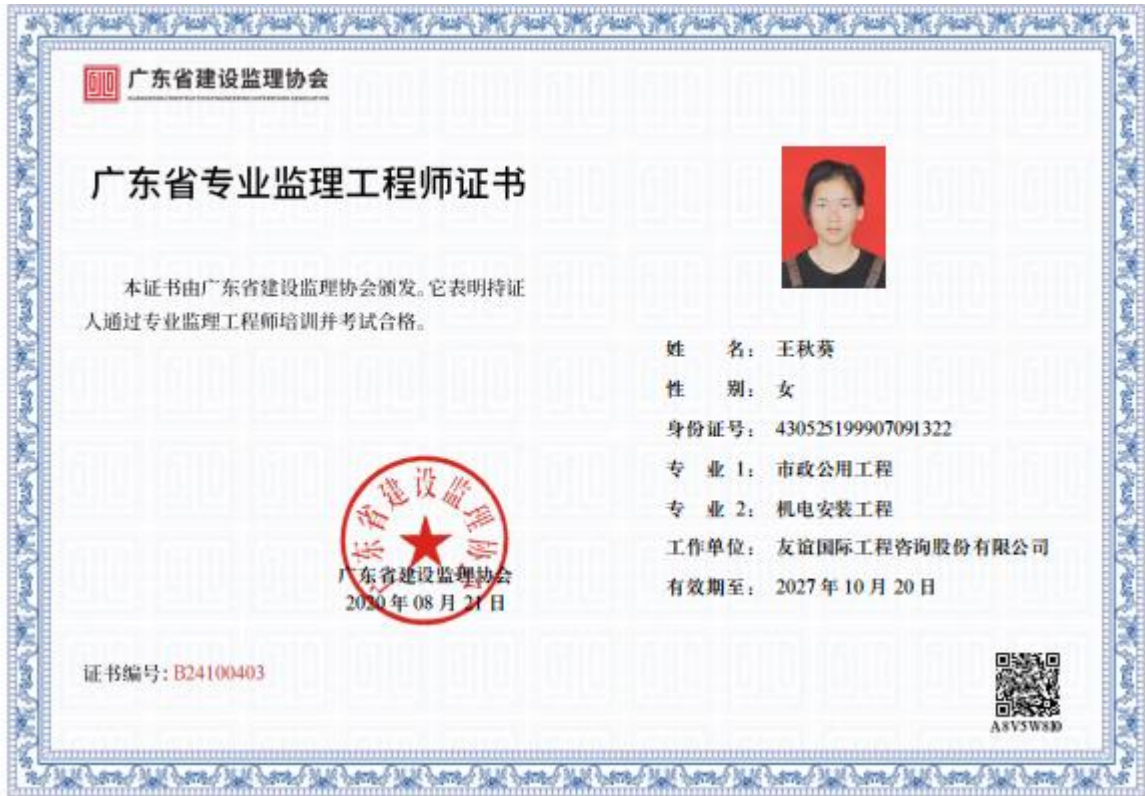 广东省建设监理协会
广东省专业监理工程师证书
本证书由广东省建设监理协会颁发。它表明持证
人通过专业监理工程师培训并考试合格。
姓 名: 王秋葵
性 别: 女
身份证号: 430525199907091322
专 业 1: 市政公用工程
专 业 2: 机电安装工程
工作单位: 友谊国际工程咨询股份有限公司
有效期至: 2027 年 10 月 20 日
广东省建设监理协会
广东省建设监理协会
2020 年 08 月 21 日
证书编号: B24100403
A8V5W8I0